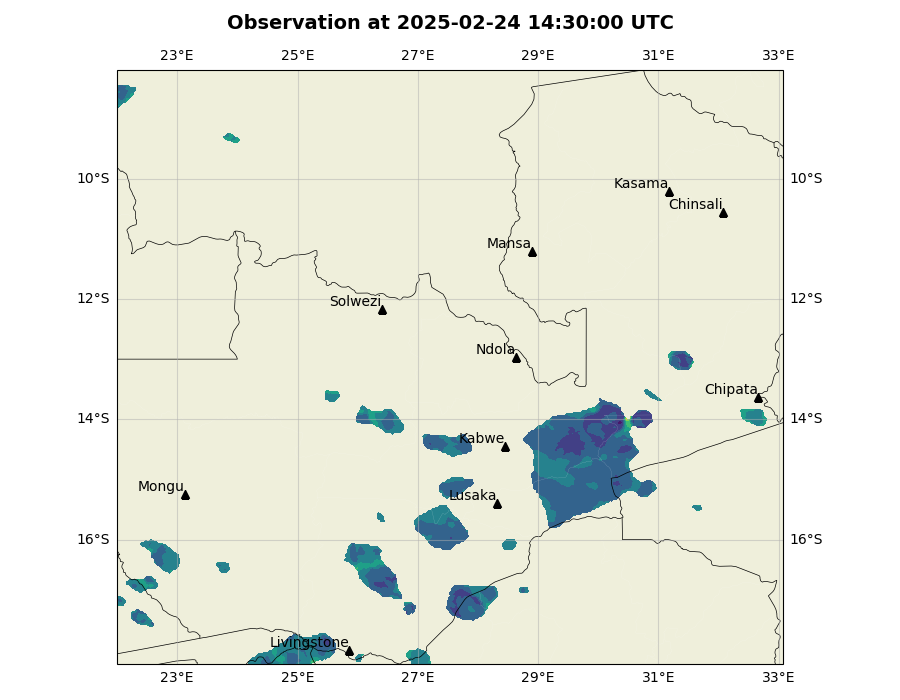 Observation at 2025-02-24 14:30:00 UTC
23°E 25°E 27°E 29°E 31°E 33°E
10°S 10°S
Kasama
Chinsali
Mansa
12°S 12°S
Solwezi
Ndola
Chipata
14°S 14°S
Kabwe
Mongu
Lusaka
16°S 16°S
Livingstone
23°E 25°E 27°E 29°E 31°E 33°E